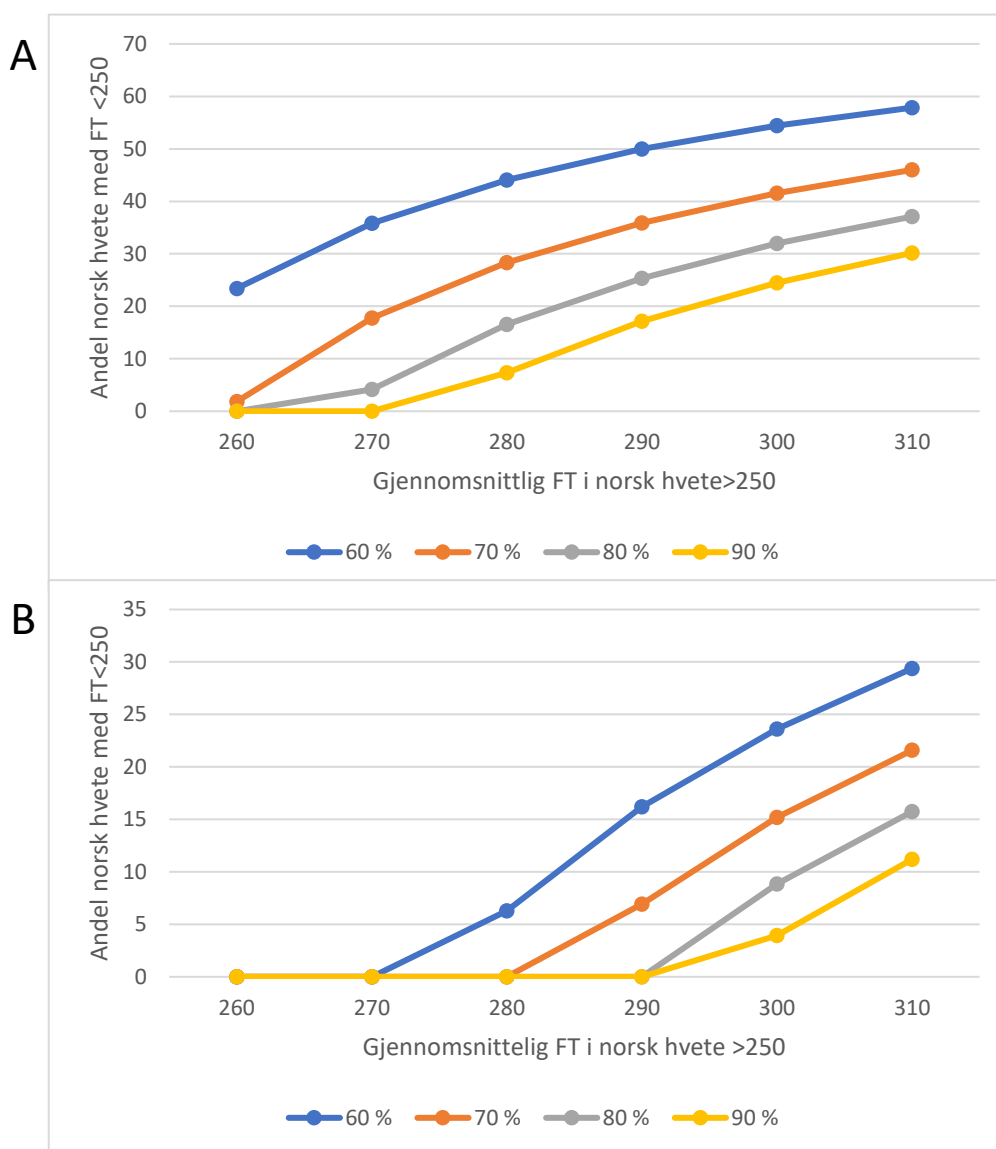 A
Andel norsk hvete med FT <250
70
60
50
40
30
20
10
0
260 270 280 290 300 310
Gjennomsnittlig FT i norsk hvete>250
60 % 70 % 80 % 90 %
B
Andel norsk hvete med FT<250
35
30
25
20
15
10
5
0
260 270 280 290 300 310
Gjennomsnittelig FT i norsk hvete >250
60 % 70 % 80 % 90 %